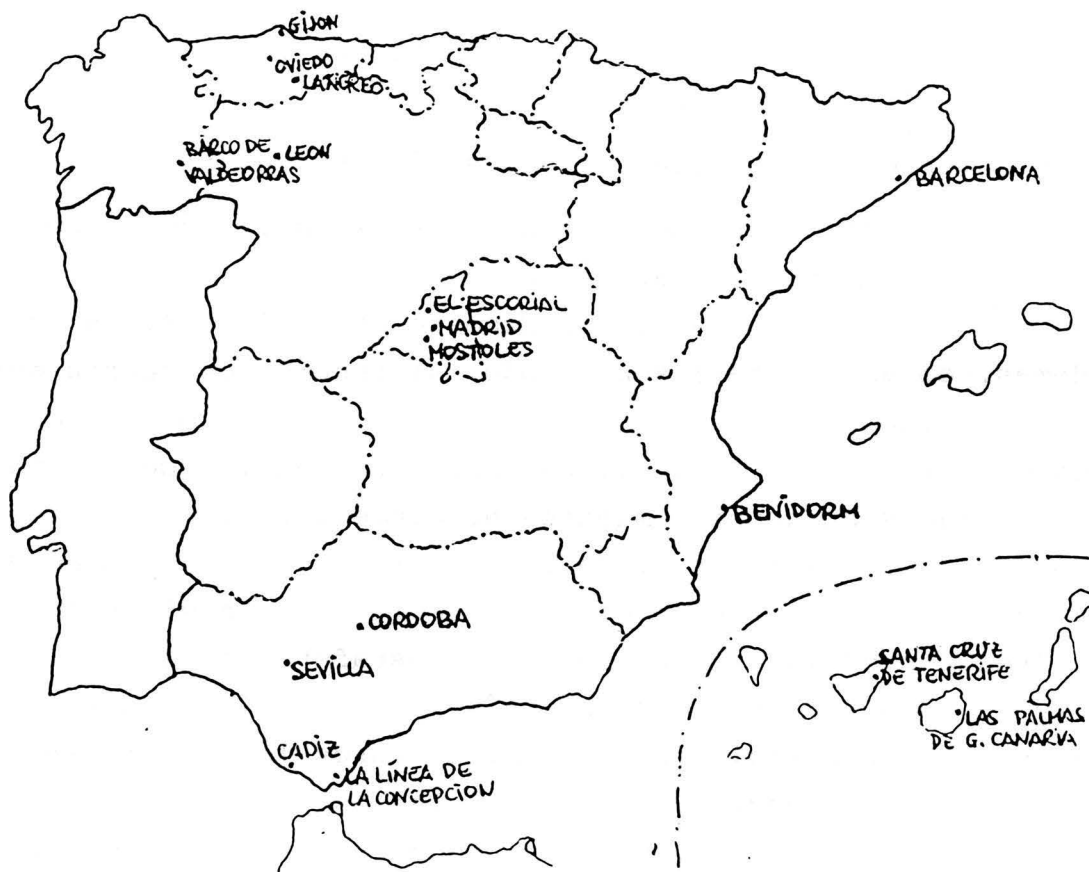 GIJON
OVIEDO
LANGREO
BARCO DE
VALDEORRAS
LEON
BARCELONA
EL ESCORIAL
MADRID
MOSTOLES
BENIDORM
CORDOBA
SEVILLA
SANTA CRUZ
DE TENERIFE
LAS PALMAS
DE G. CANARIA
CADIZ
LA LÍNEA DE
LA CONCEPCION